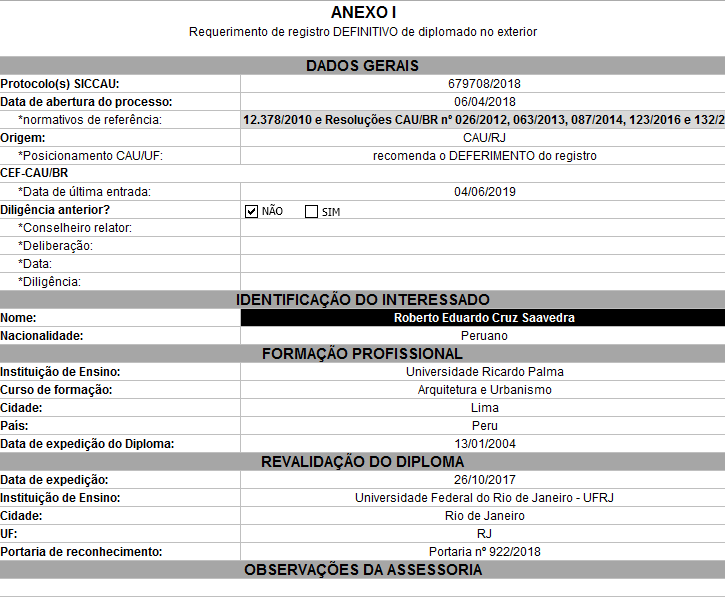 ANEXO I
Requerimento de registro DEFINITIVO de diplomado no exterior
DADOS GERAIS
Protocolo(s) SICCAU: 679708/2018
Data de abertura do processo: 06/04/2018
*normativos de referência: 12.378/2010 e Resoluções CAU/BR nº 026/2012, 063/2013, 087/2014, 123/2016 e 132/2
Origem: CAU/RJ
*Posicionamento CAU/UF: recomenda o DEFERIMENTO do registro
CEF-CAU/BR
*Data de última entrada: 04/06/2019
Diligência anterior? NÃO SIM
*Conselheiro relator:
*Deliberação:
*Data:
*Diligência:
IDENTIFICAÇÃO DO INTERESSADO
Nome: Roberto Eduardo Cruz Saavedra
Nacionalidade: Peruano
FORMAÇÃO PROFISSIONAL
Instituição de Ensino: Universidade Ricardo Palma
Curso de formação: Arquitetura e Urbanismo
Cidade: Lima
País: Peru
Data de expedição do Diploma: 13/01/2004
REVALIDAÇÃO DO DIPLOMA
Data de expedição: 26/10/2017
Instituição de Ensino: Universidade Federal do Rio de Janeiro - UFRJ
Cidade: Rio de Janeiro
UF: RJ
Portaria de reconhecimento: Portaria nº 922/2018
OBSERVAÇÕES DA ASSESSORIA